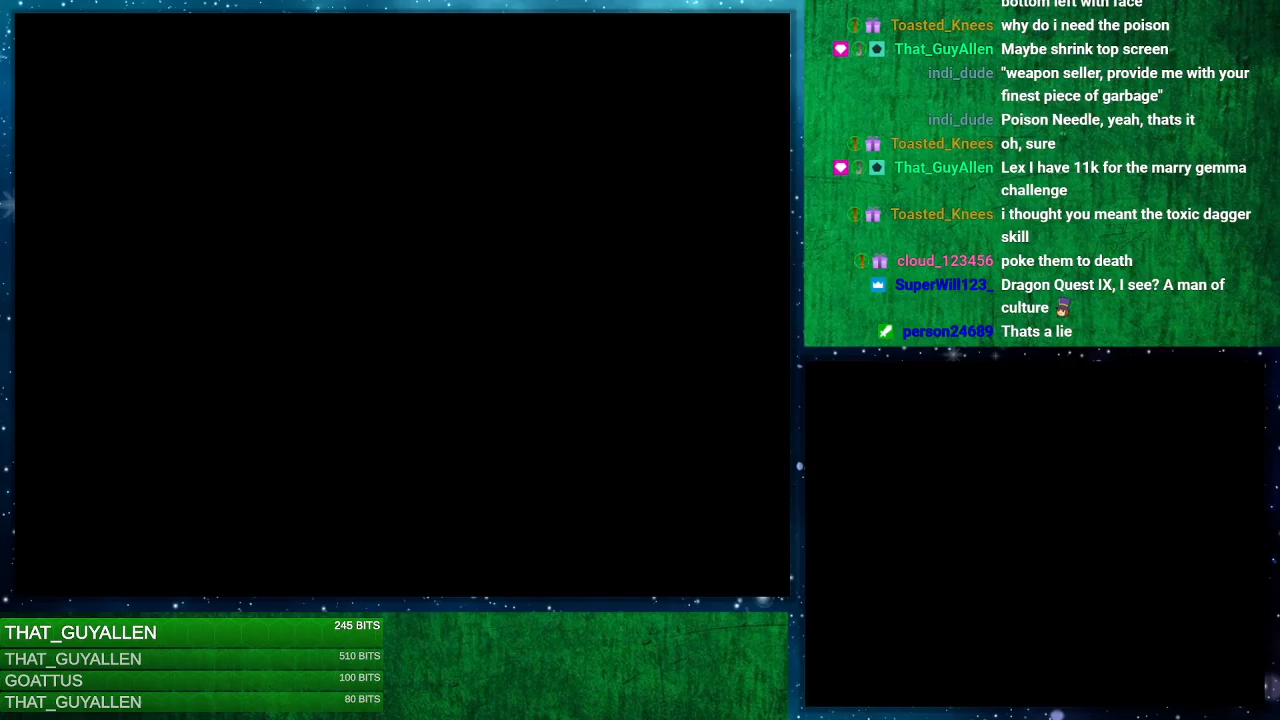 bottom left with face
Toasted_Knees why do i need the poison
That_GuyAllen Maybe shrink top screen
indi_dude "weapon seller, provide me with your
finest piece of garbage"
indi_dude Poison Needle, yeah, thats it
Toasted_Knees oh, sure
That_GuyAllen Lex I have 11k for the marry gemma
challenge
Toasted_Knees i thought you meant the toxic dagger
skill
cloud_123456 poke them to death
SuperWill123_ Dragon Quest IX, I see? A man of
culture
person24689 Thats a lie
THAT_GUYALLEN 245 BITS
THAT_GUYALLEN 510 BITS
GOATTUS 100 BITS
THAT_GUYALLEN 80 BITS